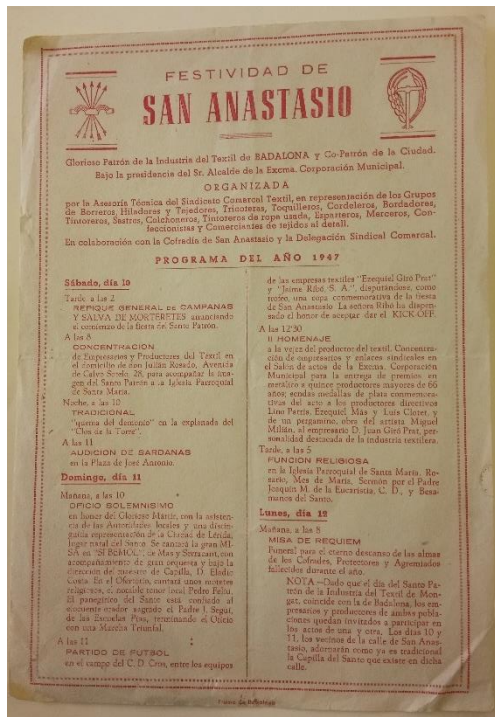 FESTIVIDAD DE
SAN ANASTASIO
Glorioso Patrón de la Industria del Textil de BADALONA y Co-Patrón de la Ciudad.
Bajo la presidencia del Sr. Alcalde de la Excma. Corporación Municipal.
ORGANIZADA
por la Asesoría Técnica del Sindicato Comarcal Textil, en representación de los Grupos
de Borreros, Hiladores y Tejedores, Tricoteras, Toquilleros, Cordeleros, Bordadores,
Tintoreros, Sastres, Colchoneros, Tintoreros de ropa usada, Esparteros, Merceros, Con-
feccionistas y Comerciantes de tejidos al detall.
En colaboración con la Cofradía de San Anastasio y la Delegación Sindical Comarcal.
PROGRAMA DEL AÑO 1947
Sábado, día 10
Tarde, a las 2
REPIQUE GENERAL DE CAMPANAS
Y SALVA DE MORTERETES anunciando
el comienzo de la fiesta del Santo Patrón.
A las 8
CONCENTRACION
de Empresarios y Productores del Textil en
el domicilio de don Julián Rosado, Avenida
de Calvo Sotelo, 28, para acompañar la ima-
gen del Santo Patrón a la Iglesia Parroquial
de Santa María.
Noche, a las 10
TRADICIONAL
"quema del demonio" en la explanada del
"Clos de la Torre".
A las 11
AUDICION DE SARDANAS
en la Plaza de José Antonio.
Domingo, día 11
Mañana, a las 10
OFICIO SOLEMNISIMO
en honor del Glorioso Mártir, con la asisten-
cia de las Autoridades locales y una distin-
guida representación de la Ciudad de Lérida,
lugar natal del Santo. Se cantará la gran MI-
SA en "SI BEMOL", de Mas y Serracant, con
acompañamiento de gran orquesta y bajo la
dirección del maestro de Capilla, D. Eladio
Costa. En el Ofertorio, cantará unos motetes
religiosos, el notable tenor local Pedro Feliu.
El panegírico del Santo está confiado al
elocuente orador sagrado el Padre J. Seguí,
de las Escuelas Pías, terminando el Oficio
con una Marcha Triunfal.
A las 11
PARTIDO DE FUTBOL
en el campo del C. D. Cros, entre los equipos
de las empresas textiles "Ezequiel Giró Prat"
y "Jaime Ribó, S. A.", disputándose, como
trofeo, una copa conmemorativa de la fiesta
de San Anastasio. La señora Ribó ha dispen-
sado el honor de aceptar dar el KICK-OFF.
A las 12'30
II HOMENAJE
a la vejez del productor del textil. Concentra-
ción de empresarios y enlaces sindicales en
el Salón de actos de la Excma. Corporación
Municipal para la entrega de premios en
metálico a quince productores mayores de 66
años; sendas medallas de plata conmemora-
tivas del acto a los productores directivos
Lino Parris, Ezequiel Más y Luis Clotet, y
de un pergamino, obra del artista Miguel
Milián, al empresario D. Juan Giró Prat, per-
sonalidad destacada de la industria textilera.
Tarde, a las 5
FUNCION RELIGIOSA
en la Iglesia Parroquial de Santa María. Ro-
sario, Mes de María, Sermón por el Padre
Joaquín M. de la Eucaristía, C. D., y Besa-
manos del Santo.
Lunes, día 12
Mañana, a las 8
MISA DE REQUIEM
Funeral para el eterno descanso de las almas
de los Cofrades, Protectores y Agremiados
fallecidos durante el año.
NOTA.—Dado que el día del Santo Pa-
trón de la Industria del Textil de Mon-
gat, coincide con la de Badalona, los em-
presarios y productores de ambas pobla-
ciones quedan invitados a participar en
los actos de una y otra. Los días 10 y
11, los vecinos de la calle de San Anas-
tasio, adornarán como ya es tradicional
la Capilla del Santo que existe en dicha
calle.